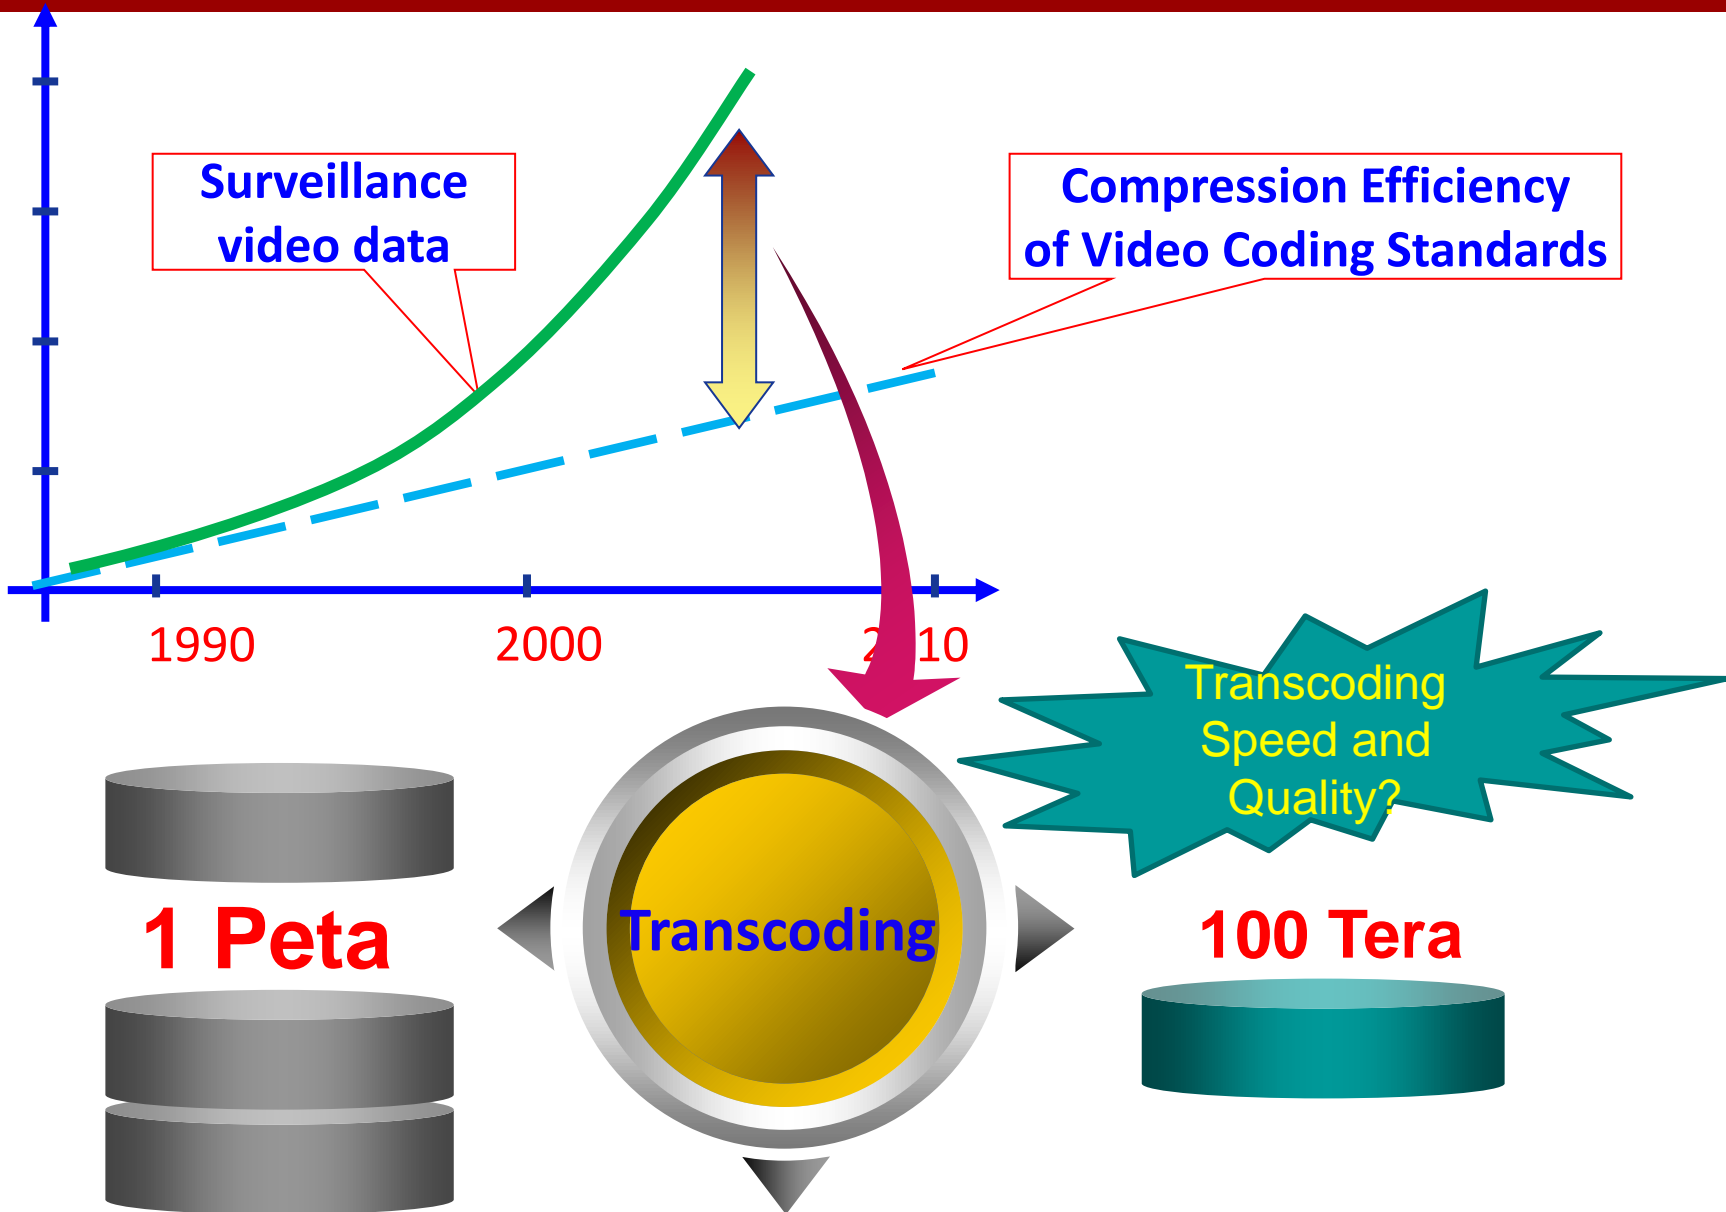 Surveillance
video data
Compression Efficiency
of Video Coding Standards
1990
2000
2010
Transcoding
Speed and
Quality?
1 Peta
Transcoding
100 Tera